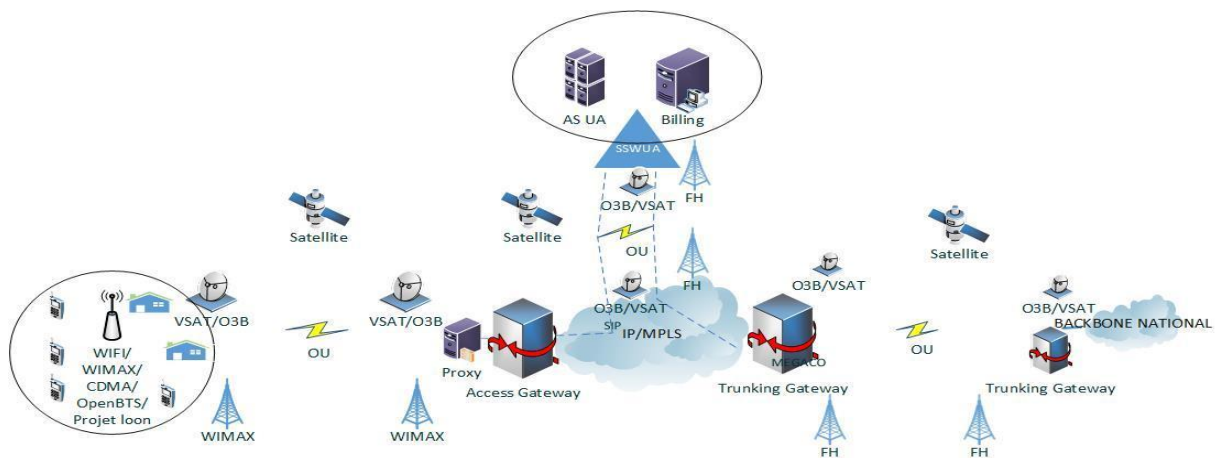 AS UA
Billing
SSWUA
FH
O3B/VSAT
Satellite
Satellite
OU
Satellite
FH
O3B/VSAT
O3B/VSAT
O3B/VSAT
VSAT/O3B
VSAT/O3B
SIP
IP/MPLS
BACKBONE NATIONAL
WIFI/
WIMAX/
CDMA/
OpenBTS/
Projet loon
OU
Proxy
Access Gateway
MEGACO
Trunking Gateway
OU
Trunking Gateway
WIMAX
WIMAX
FH
FH